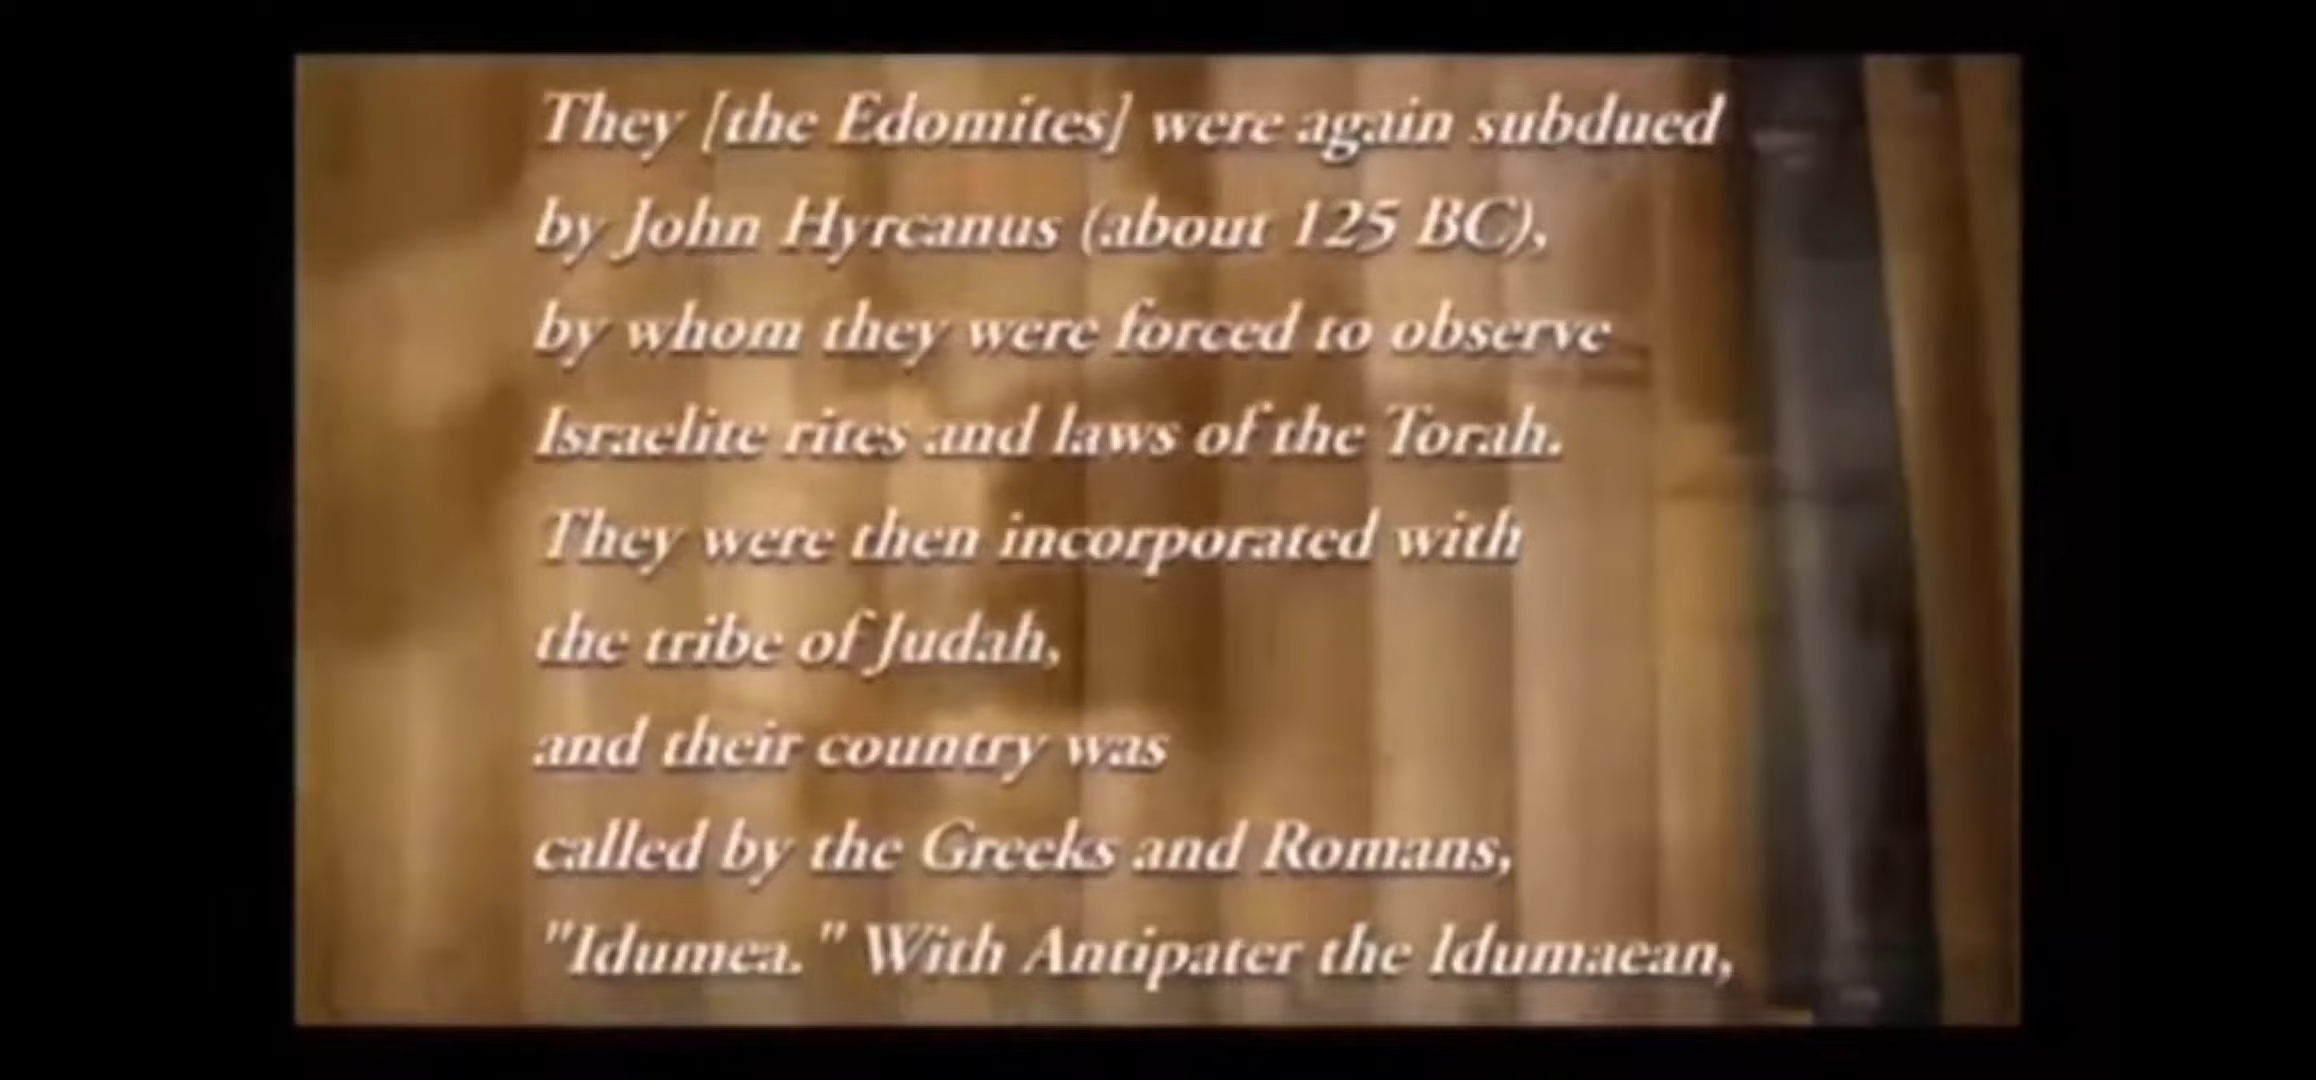 They [the Edomites] were again subdued
by John Hyrcanus (about 125 BC),
by whom they were forced to observe
Israelite rites and laws of the Torah.
They were then incorporated with
the tribe of Judah,
and their country was
called by the Greeks and Romans,
"Idumea." With Antipater the Idumaean,